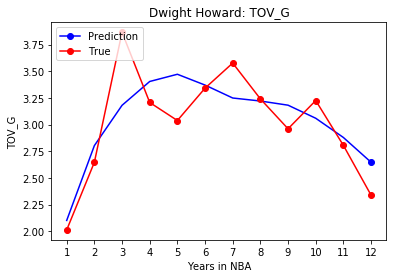 Dwight Howard: TOV_G
Prediction
True
TOV_G
3.75
3.50
3.25
3.00
2.75
2.50
2.25
2.00
1 2 3 4 5 6 7 8 9 10 11 12
Years in NBA